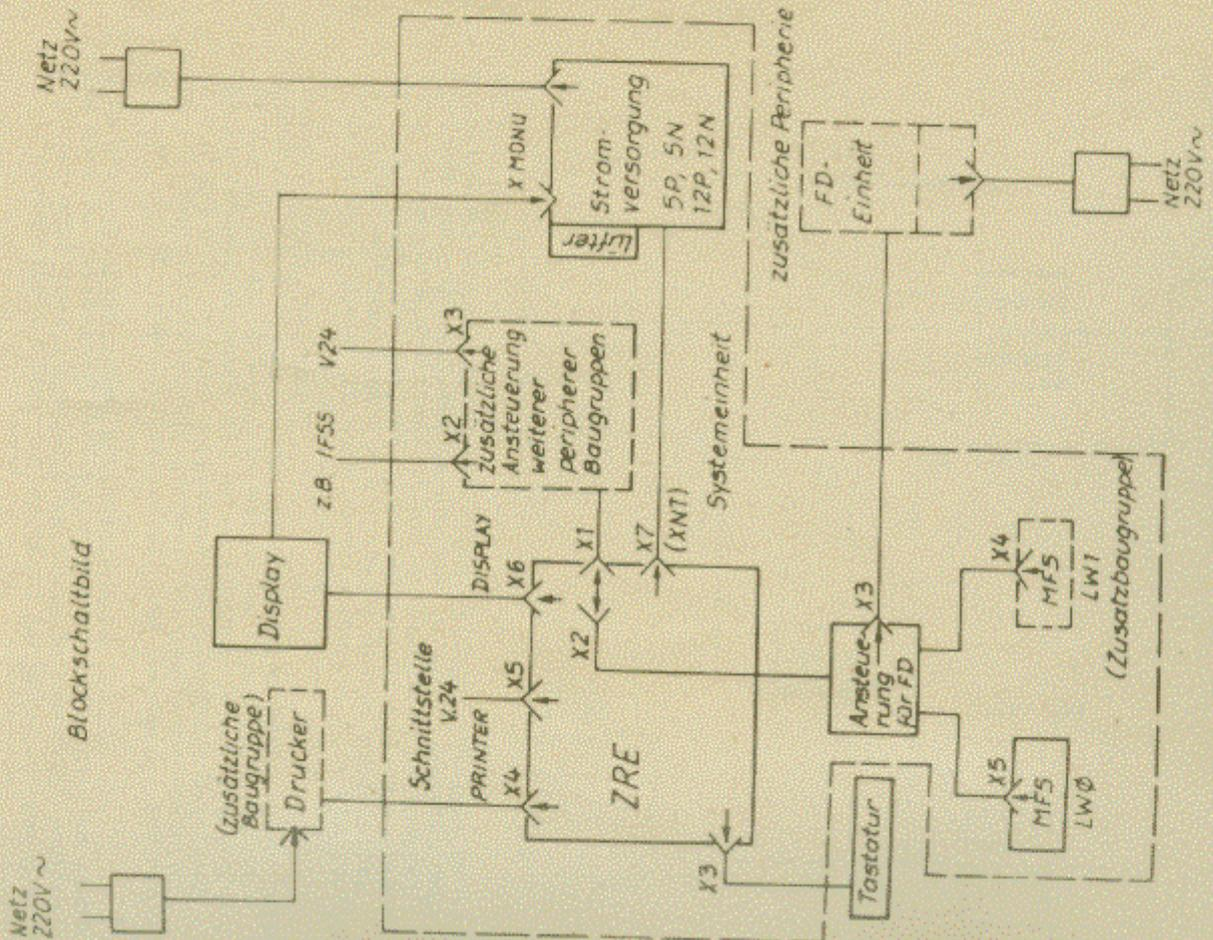 Blockschaltbild
Netz
220V~
Netz
220V~
(zusätzliche
Baugruppe)
Drucker
Display
z.B IFSS V24
Schnittstelle
V.24
PRINTER
DISPLAY
X4
X5
X6
X2
X3
zusätzliche
Ansteuerung
weiterer
peripherer
Baugruppen
X MONU
Lüfter
Strom-
versorgung
5P, 5N
12P, 12N
ZRE
X2
X1
X7
(XNT)
X3
Systemeinheit
zusätzliche Peripherie
Tastatur
Ansteue-
rung
für FD
X3
FD-
Einheit
X5
MFS
LWØ
X4
MFS
LW1
(Zusatzbaugruppe)
Netz
220V~